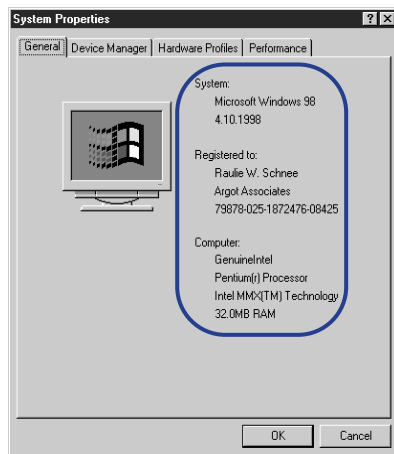 System Properties
General Device Manager Hardware Profiles Performance
System:
Microsoft Windows 98
4.10.1998
Registered to:
Raulie W. Schnee
Argot Associates
79878-025-1872476-08425
Computer:
GenuineIntel
Pentium(r) Processor
Intel MMX(TM) Technology
32.0MB RAM
OK Cancel